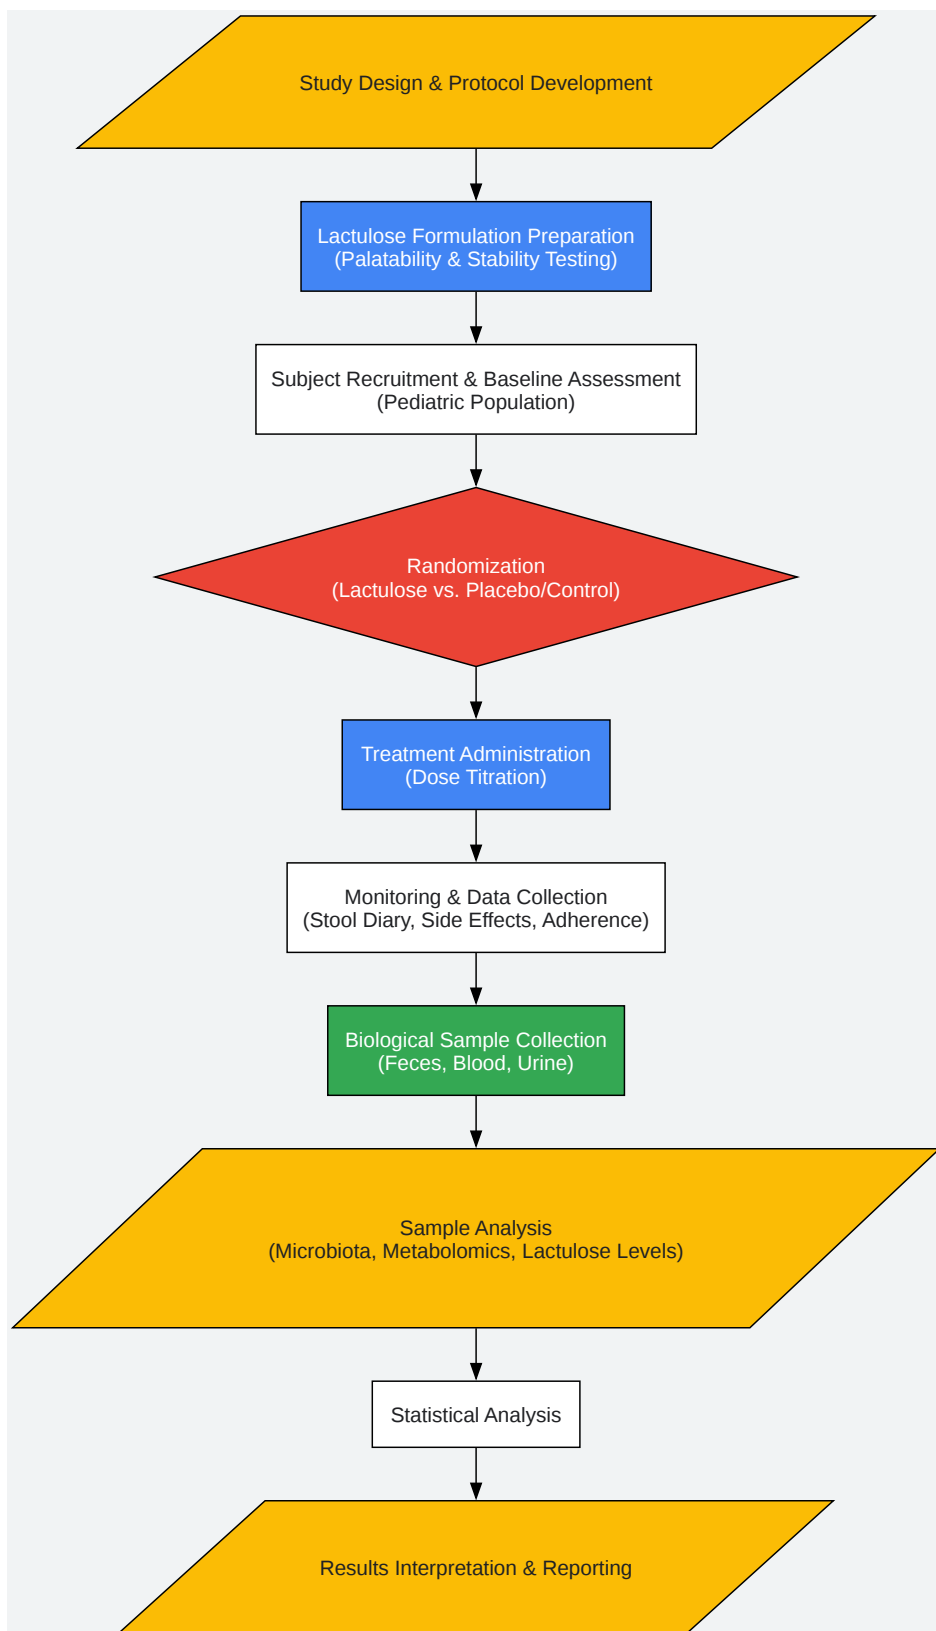 Study Design & Protocol Development
Lactulose Formulation Preparation
(Palatability & Stability Testing)
Subject Recruitment & Baseline Assessment
(Pediatric Population)
Randomization
(Lactulose vs. Placebo/Control)
Treatment Administration
(Dose Titration)
Monitoring & Data Collection
(Stool Diary, Side Effects, Adherence)
Biological Sample Collection
(Feces, Blood, Urine)
Sample Analysis
(Microbiota, Metabolomics, Lactulose Levels)
Statistical Analysis
Results Interpretation & Reporting